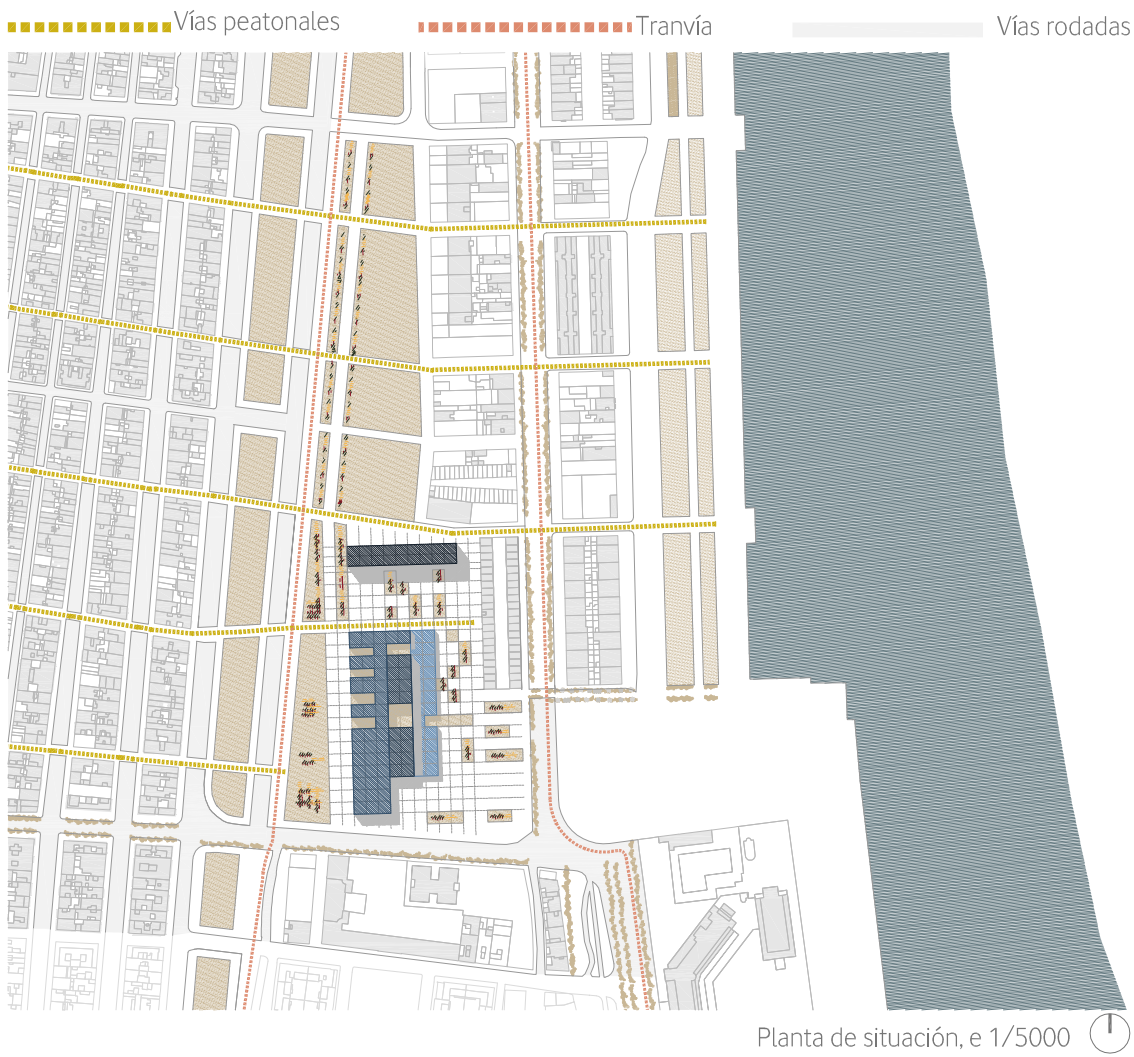 Vías peatonales
Tranvía
Vías rodadas
Planta de situación, e 1/5000